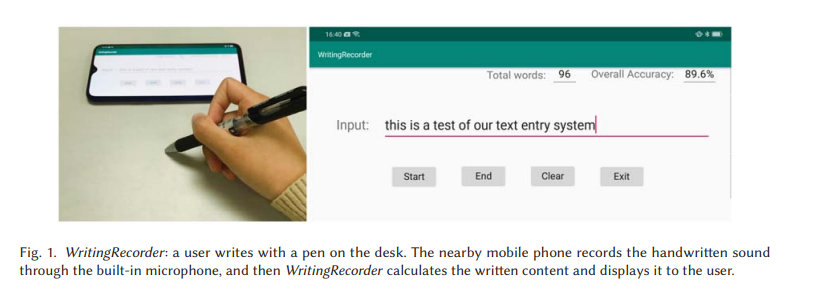 16:40
WritingRecorder
Total words: 96 Overall Accuracy: 89.6%
Input: this is a test of our text entry system
Start End Clear Exit
Fig. 1. WritingRecorder: a user writes with a pen on the desk. The nearby mobile phone records the handwritten sound
through the built-in microphone, and then WritingRecorder calculates the written content and displays it to the user.